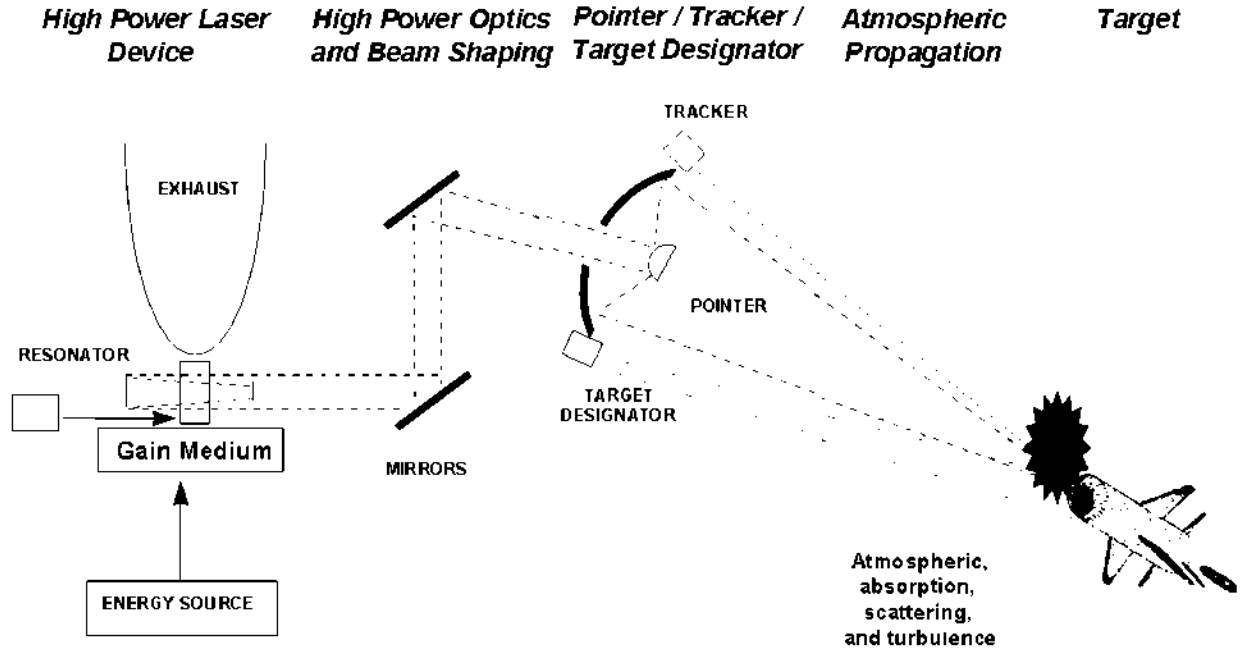 High Power Laser
Device
High Power Optics
and Beam Shaping
Pointer / Tracker /
Target Designator
Atmospheric
Propagation
Target
TRACKER
EXHAUST
POINTER
RESONATOR
TARGET
DESIGNATOR
Gain Medium
MIRRORS
Atmospheric,
absorption,
scattering,
and turbulence
ENERGY SOURCE